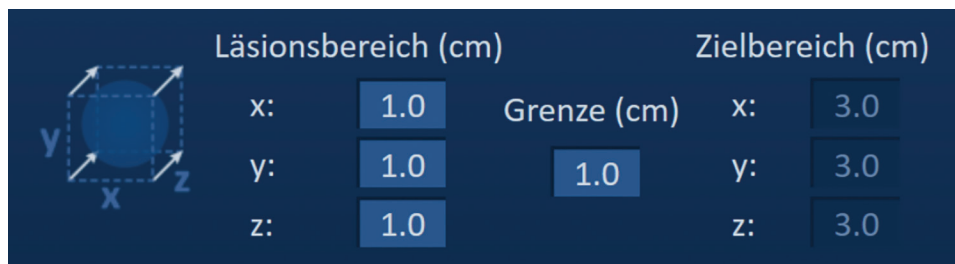 Läsionsbereich (cm)
Zielbereich (cm)
x: 1.0
Grenze (cm)
x: 3.0
y
y: 1.0
1.0
y: 3.0
z
x
z: 1.0
z: 3.0